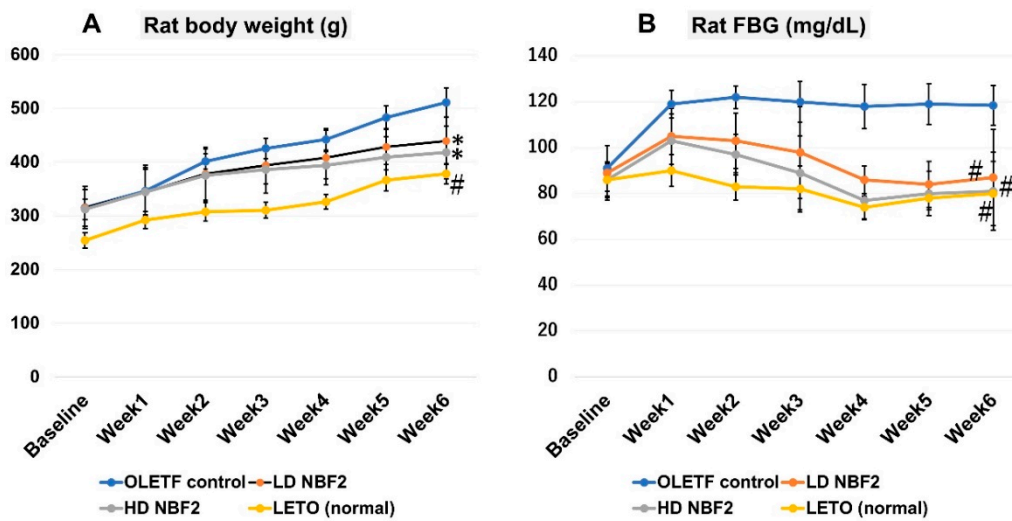 A Rat body weight (g)
600
500
400
300
200
100
0
*
*
#
Baseline
Week1
Week2
Week3
Week4
Week5
Week6
OLETF control
LD NBF2
HD NBF2
LETO (normal)
B Rat FBG (mg/dL)
140
120
100
80
60
40
20
0
#
#
#
Baseline
Week1
Week2
Week3
Week4
Week5
Week6
OLETF control
LD NBF2
HD NBF2
LETO (normal)